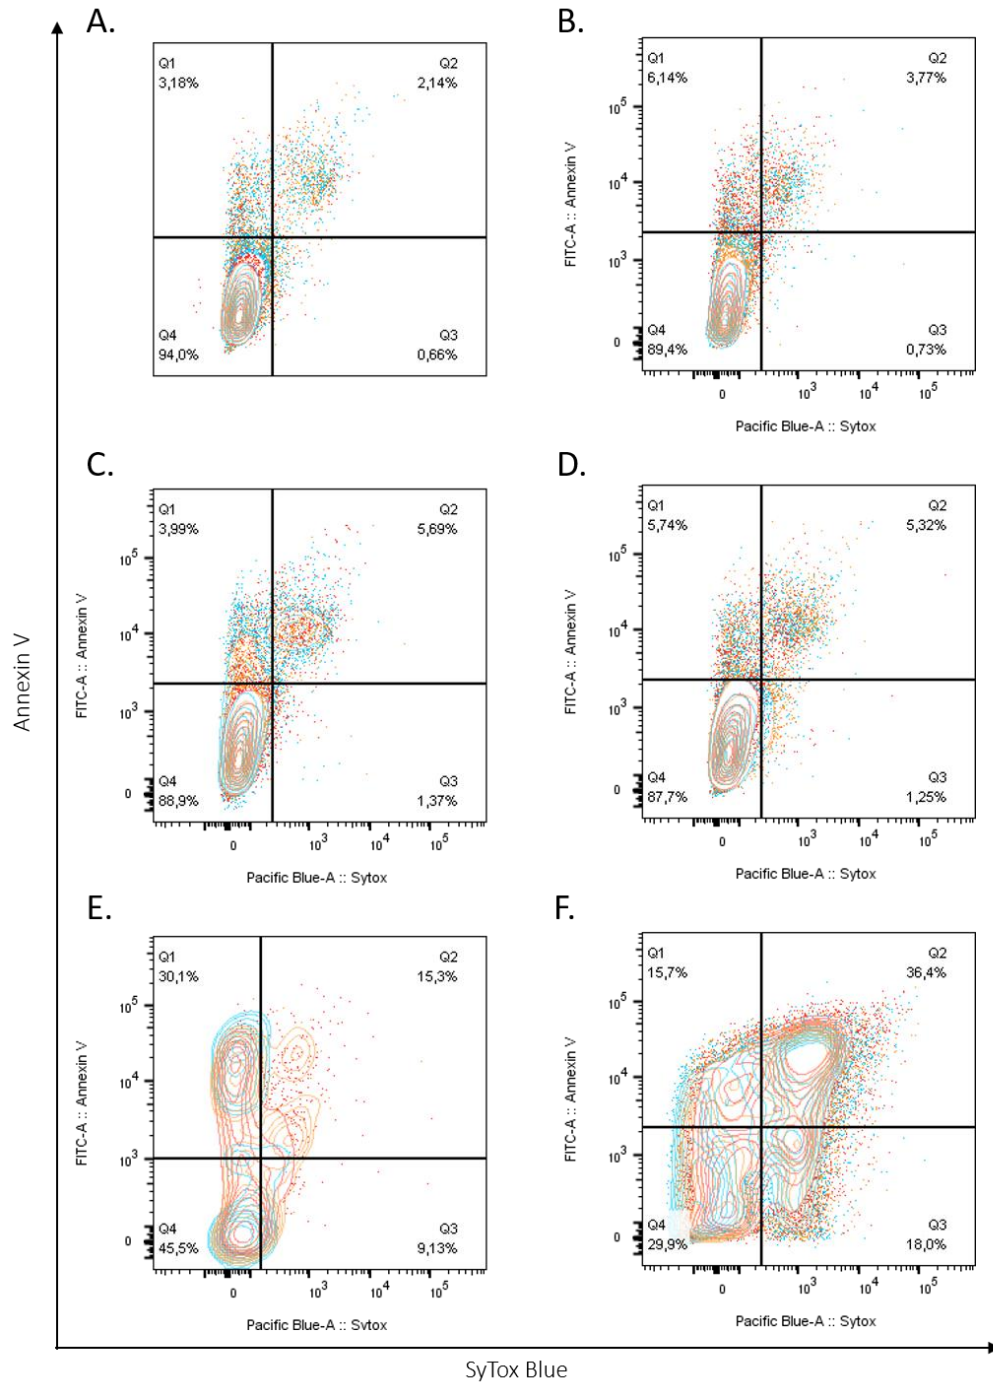 A.
Q1
3,18%
Q2
2,14%
Q4
94,0%
Q3
0,66%
B.
Q1
6,14%
Q2
3,77%
10^5
10^4
10^3
0
FITC-A :: Annexin V
Q4
89,4%
Q3
0,73%
0 10^3 10^4 10^5
Pacific Blue-A :: Sytox
C.
Q1
3,99%
Q2
5,69%
10^5
10^4
10^3
0
FITC-A :: Annexin V
Q4
88,9%
Q3
1,37%
0 10^3 10^4 10^5
Pacific Blue-A :: Sytox
D.
Q1
5,74%
Q2
5,32%
10^5
10^4
10^3
0
FITC-A :: Annexin V
Q4
87,7%
Q3
1,25%
0 10^3 10^4 10^5
Pacific Blue-A :: Sytox
Annexin V
E.
Q1
30,1%
Q2
15,3%
10^5
10^4
10^3
0
FITC-A :: Annexin V
Q4
45,5%
Q3
9,13%
0 10^3 10^4 10^5
Pacific Blue-A :: Sytox
F.
Q1
15,7%
Q2
36,4%
10^5
10^4
10^3
0
FITC-A :: Annexin V
Q4
29,9%
Q3
18,0%
0 10^3 10^4 10^5
Pacific Blue-A :: Sytox
SyTox Blue